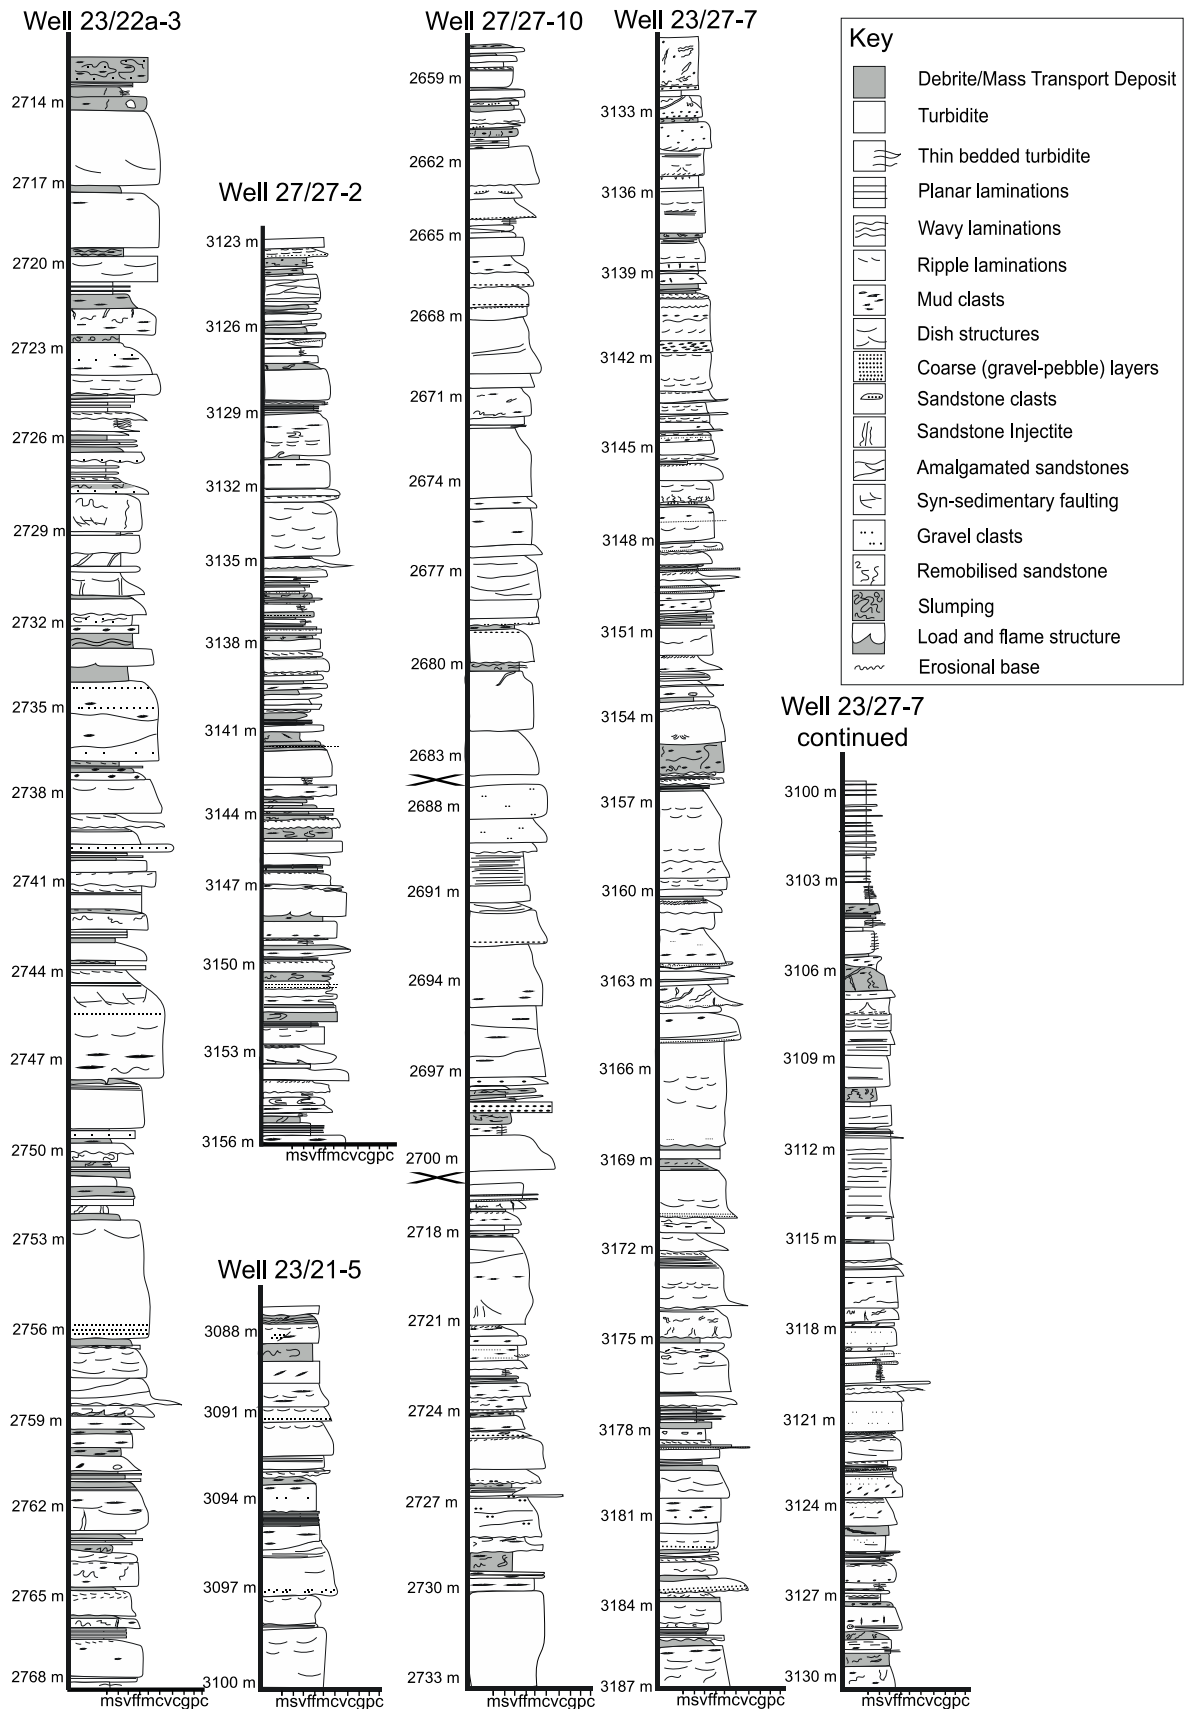 Well 23/22a-3
2714 m
2717 m
2720 m
2723 m
2726 m
2729 m
2732 m
2735 m
2738 m
2741 m
2744 m
2747 m
2750 m
2753 m
2756 m
2759 m
2762 m
2765 m
2768 m
msvffmcvcgpc
Well 27/27-2
3123 m
3126 m
3129 m
3132 m
3135 m
3138 m
3141 m
3144 m
3147 m
3150 m
3153 m
3156 m
msvffmcvcgpc
Well 23/21-5
3088 m
3091 m
3094 m
3097 m
3100 m
msvffmcvcgpc
Well 27/27-10
2659 m
2662 m
2665 m
2668 m
2671 m
2674 m
2677 m
2680 m
2683 m
2688 m
2691 m
2694 m
2697 m
2700 m
2718 m
2721 m
2724 m
2727 m
2730 m
2733 m
msvffmcvcgpc
Well 23/27-7
3133 m
3136 m
3139 m
3142 m
3145 m
3148 m
3151 m
3154 m
3157 m
3160 m
3163 m
3166 m
3169 m
3172 m
3175 m
3178 m
3181 m
3184 m
3187 m
msvffmcvcgpc
Key
Debrite/Mass Transport Deposit
Turbidite
Thin bedded turbidite
Planar laminations
Wavy laminations
Ripple laminations
Mud clasts
Dish structures
Coarse (gravel-pebble) layers
Sandstone clasts
Sandstone Injectite
Amalgamated sandstones
Syn-sedimentary faulting
Gravel clasts
Remobilised sandstone
Slumping
Load and flame structure
Erosional base
Well 23/27-7
continued
3100 m
3103 m
3106 m
3109 m
3112 m
3115 m
3118 m
3121 m
3124 m
3127 m
3130 m
msvffmcvcgpc